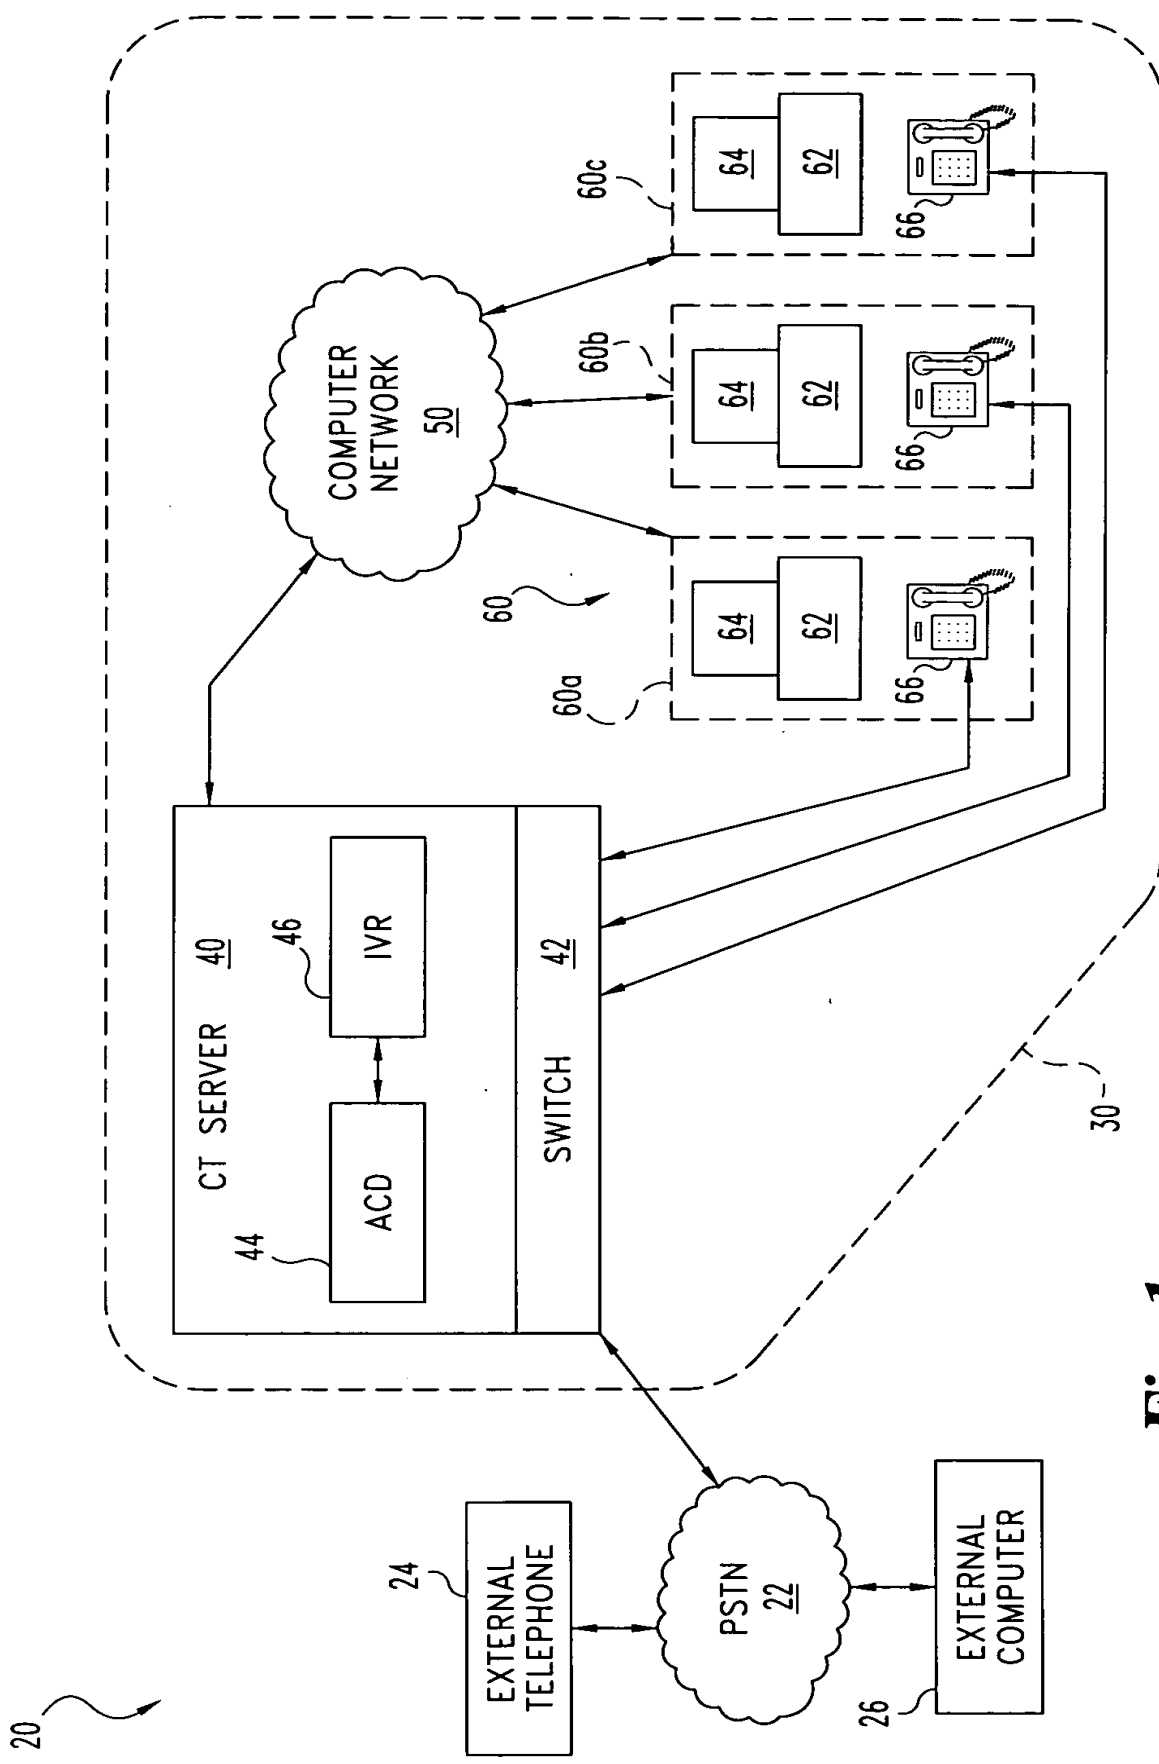 20
EXTERNAL
TELEPHONE
24
PSTN
22
EXTERNAL
COMPUTER
26
CT SERVER 40
ACD
44
IVR
46
SWITCH 42
30
COMPUTER
NETWORK
50
60
60a
64
62
66
60b
64
62
66
60c
64
62
66